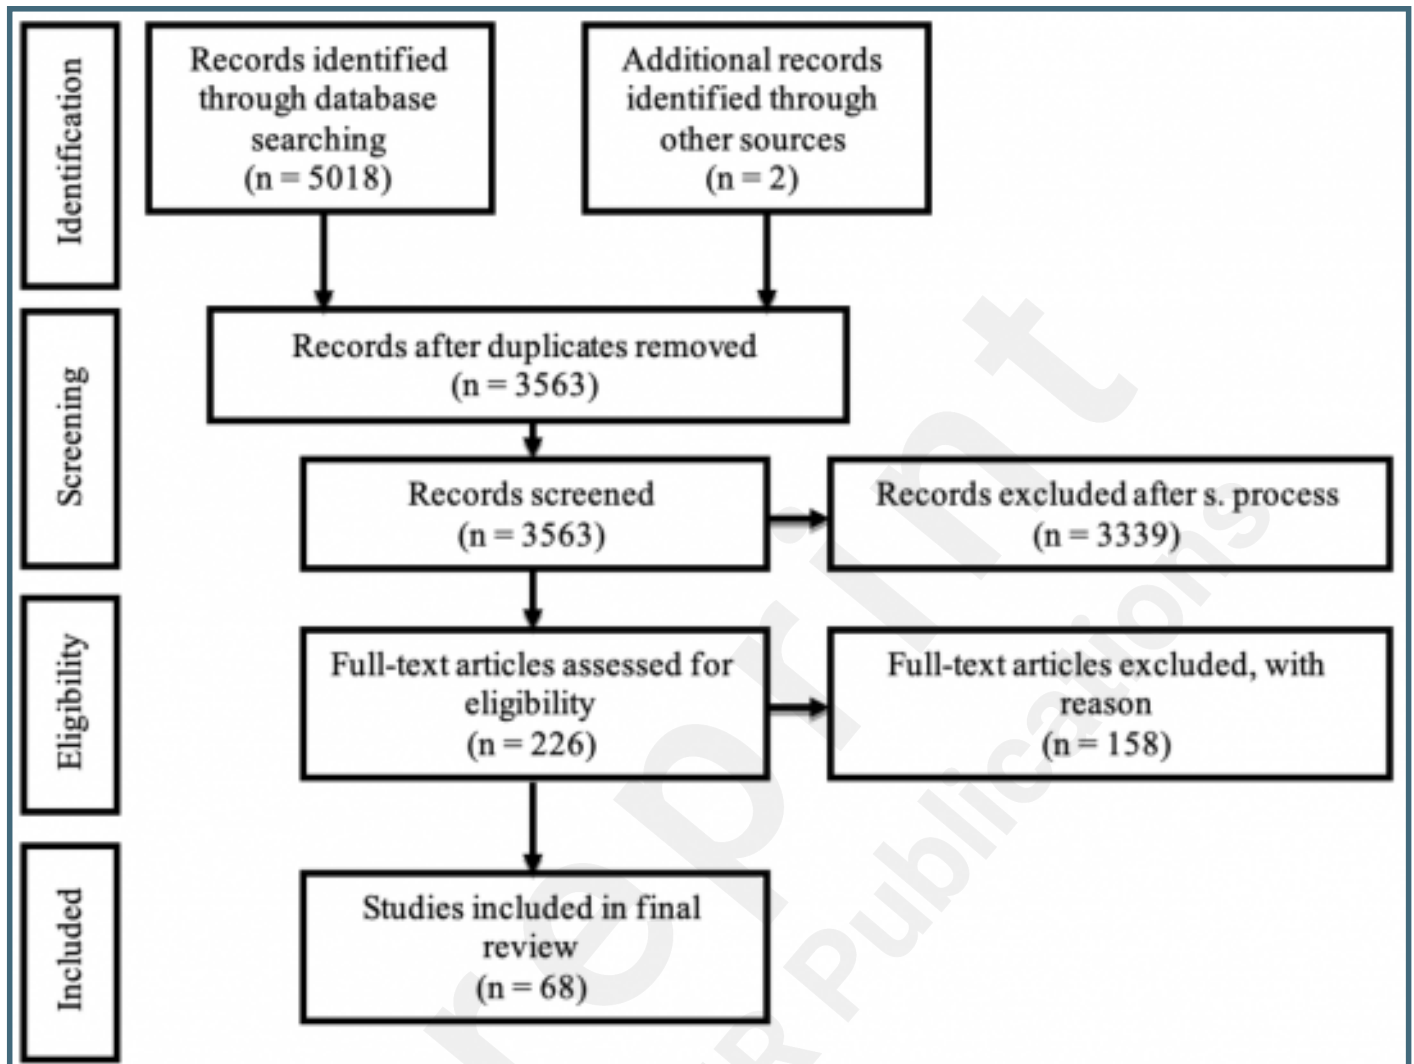 Identification
Records identified
through database
searching
(n = 5018)
Additional records
identified through
other sources
(n = 2)
Screening
Records after duplicates removed
(n = 3563)
Records screened
(n = 3563)
Records excluded after s. process
(n = 3339)
Eligibility
Full-text articles assessed for
eligibility
(n = 226)
Full-text articles excluded, with
reason
(n = 158)
Included
Studies included in final
review
(n = 68)
reprint
R Publications